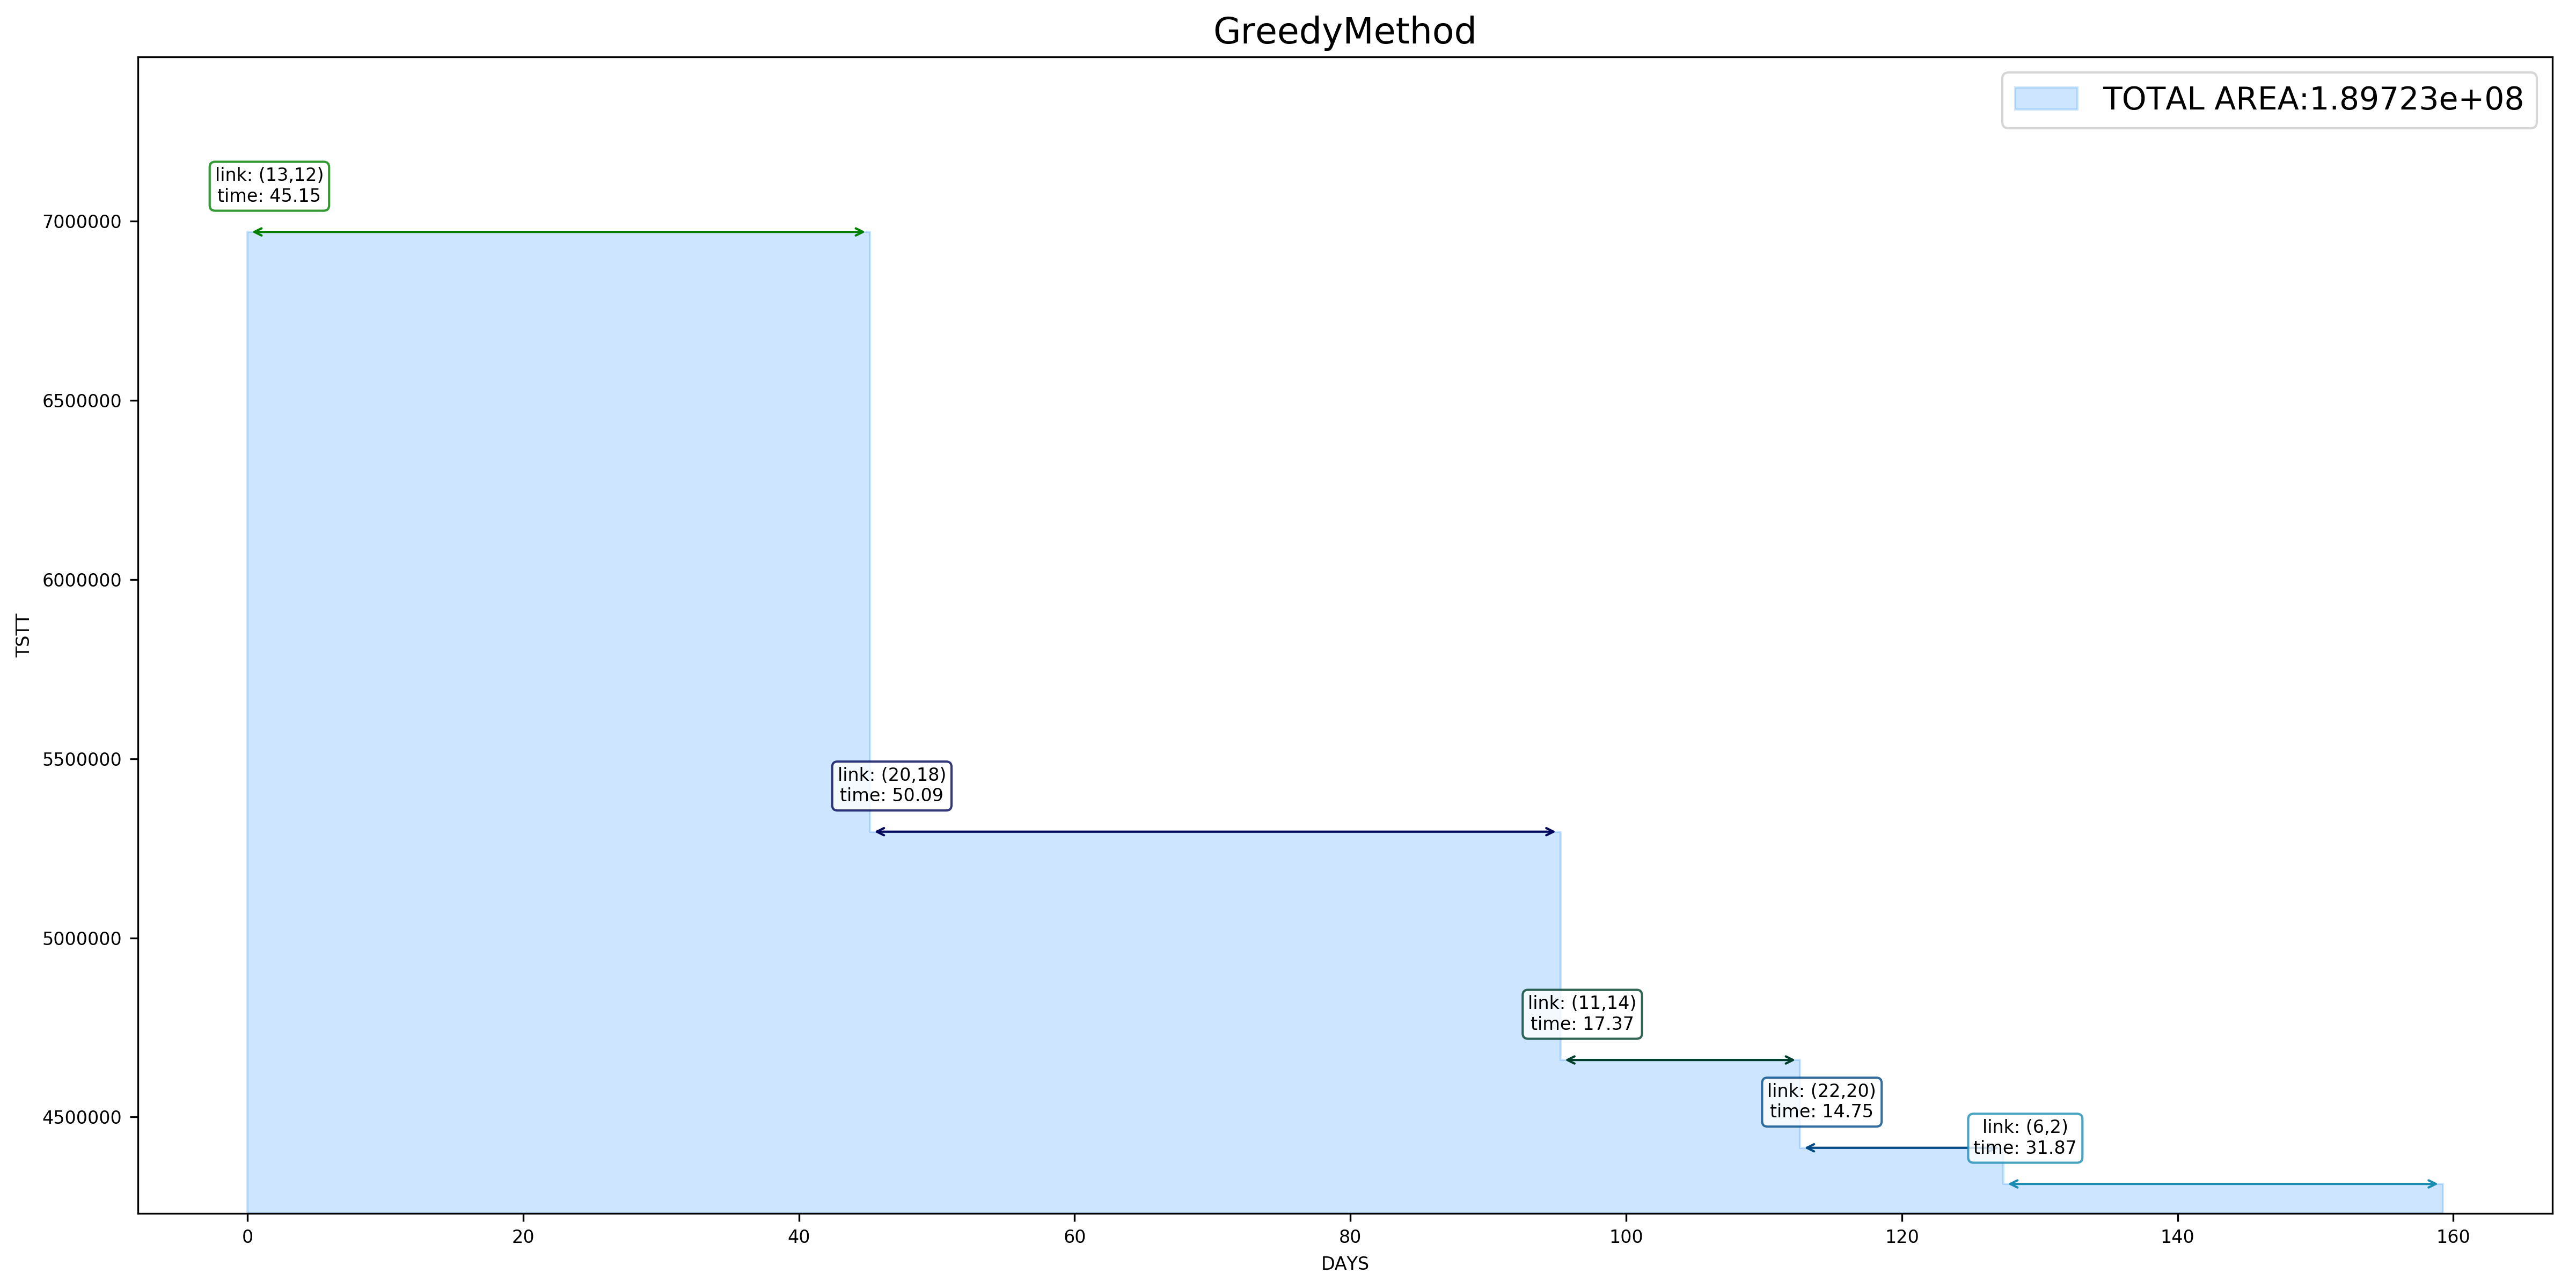 GreedyMethod
TOTAL AREA:1.89723e+08
link: (13,12)
time: 45.15
7000000
6500000
6000000
TSTT
5500000
link: (20,18)
time: 50.09
5000000
link: (11,14)
time: 17.37
link: (22,20)
time: 14.75
4500000
link: (6,2)
time: 31.87
0 20 40 60 80 100 120 140 160
DAYS